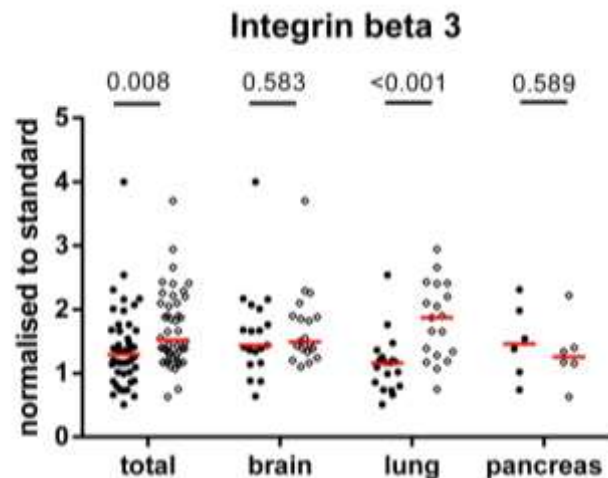 Integrin beta 3
0.008 0.583 <0.001 0.589
normalised to standard
5
4
3
2
1
0
total brain lung pancreas